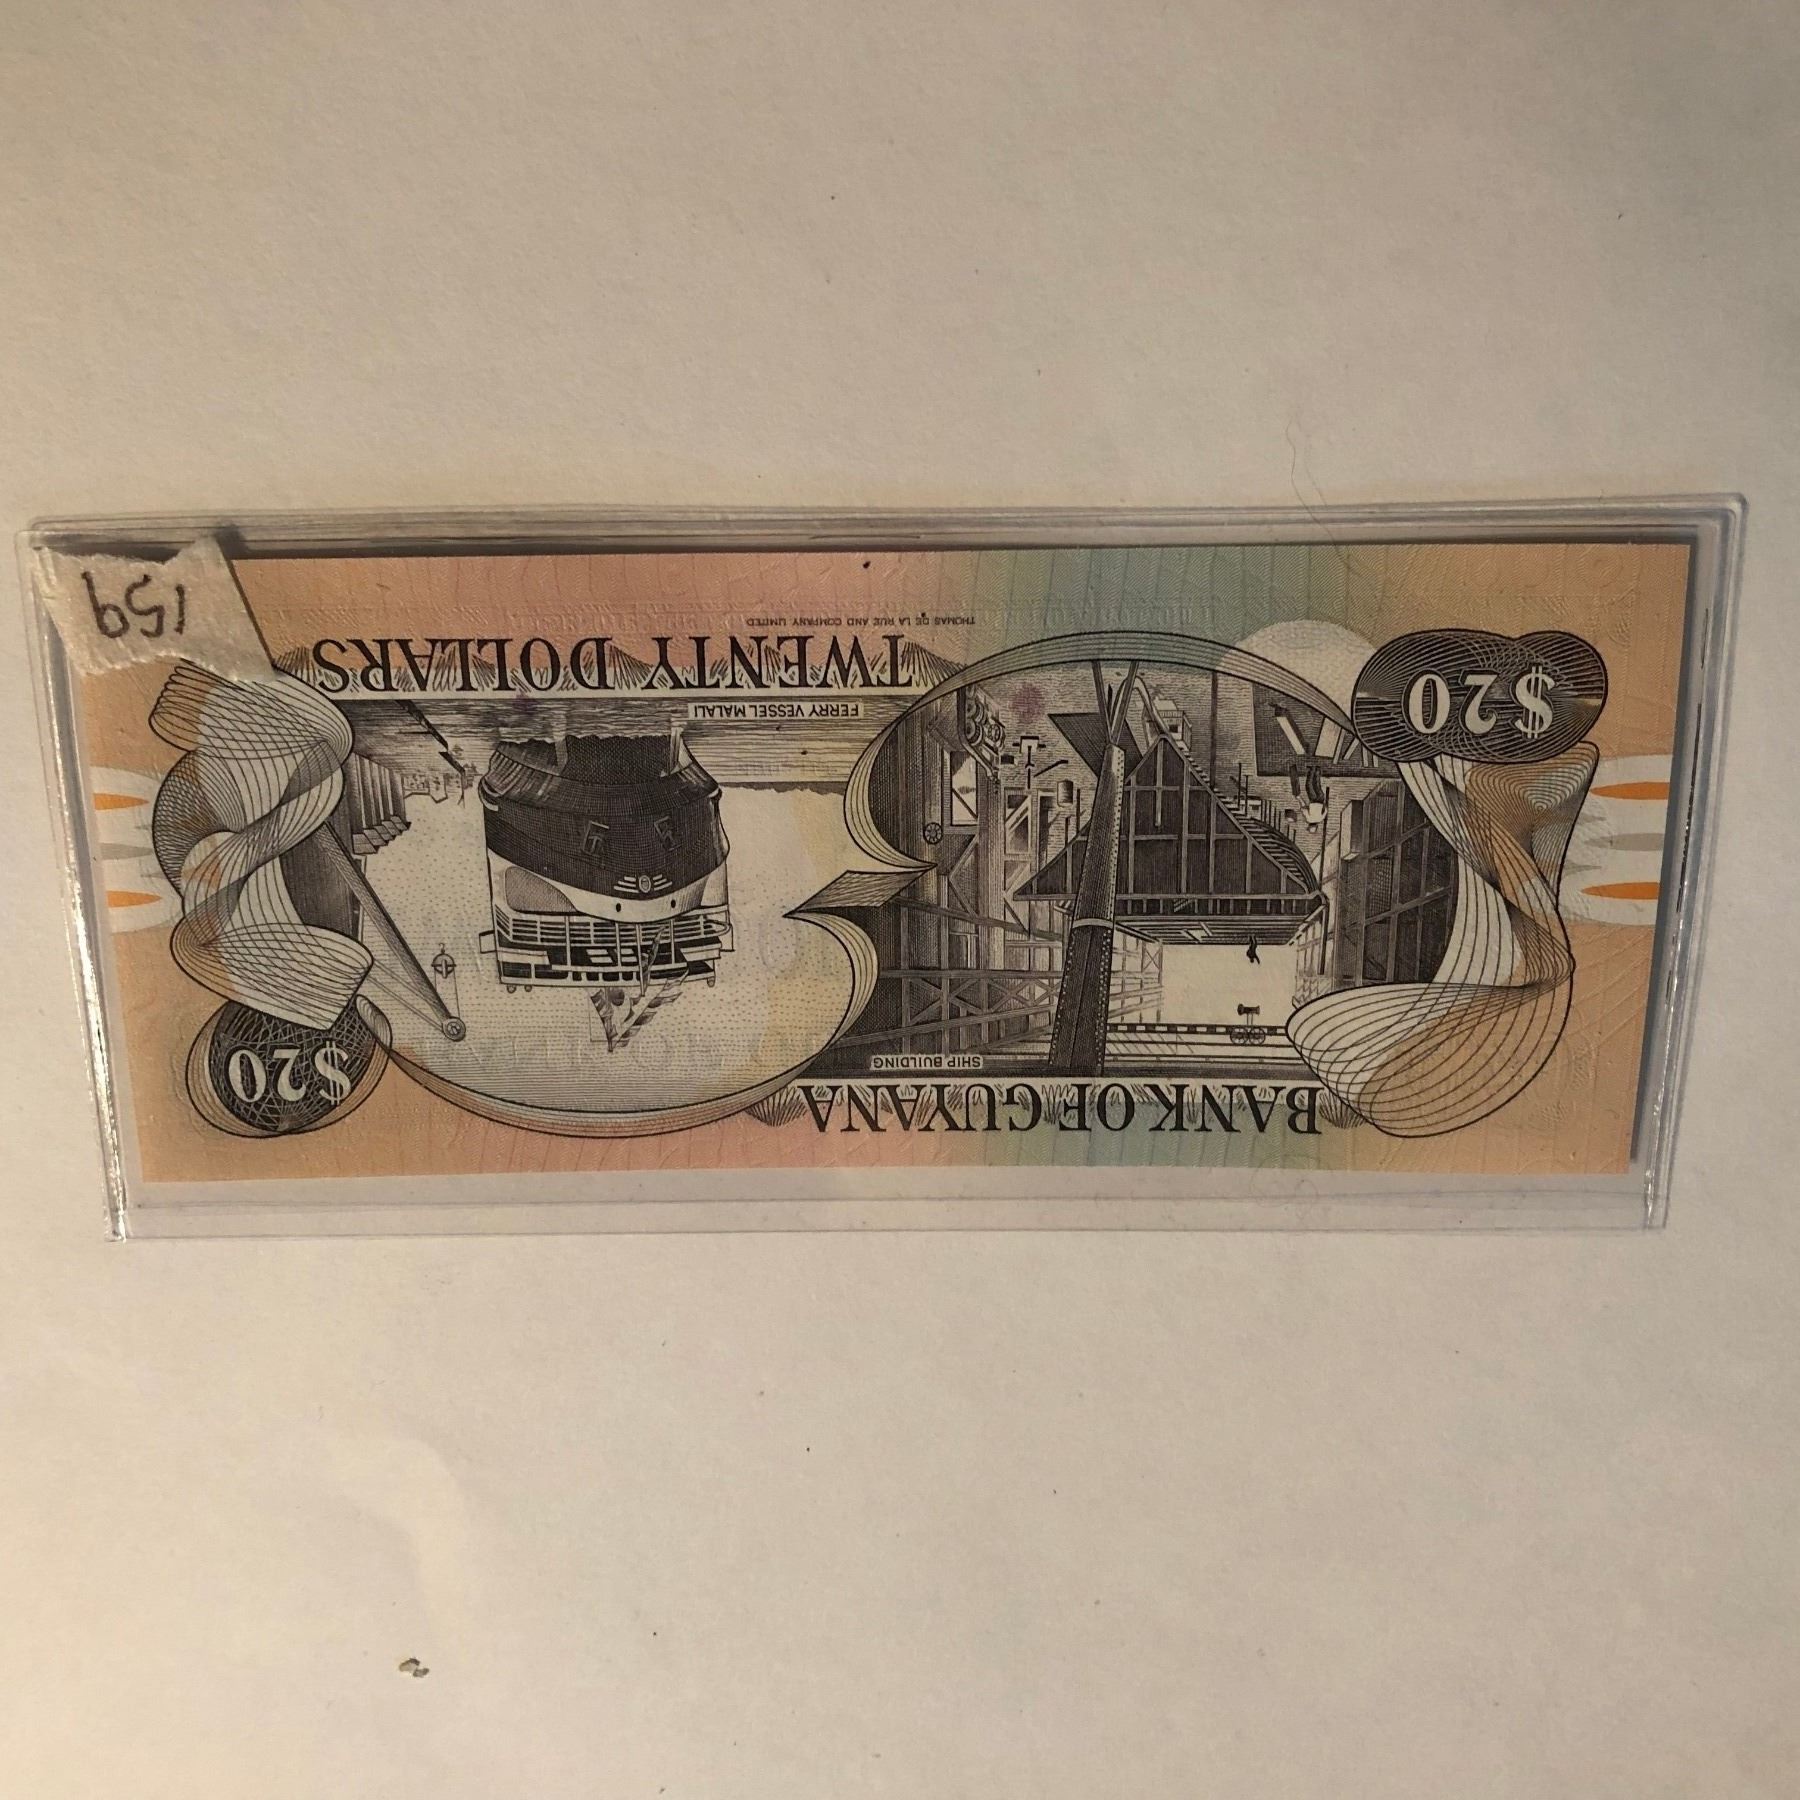 BANK OF GUYANA
$20
SHIP BUILDING
$20
FERRY VESSEL MALALI
TWENTY DOLLARS
THOMAS DE LA RUE AND COMPANY LIMITED
159